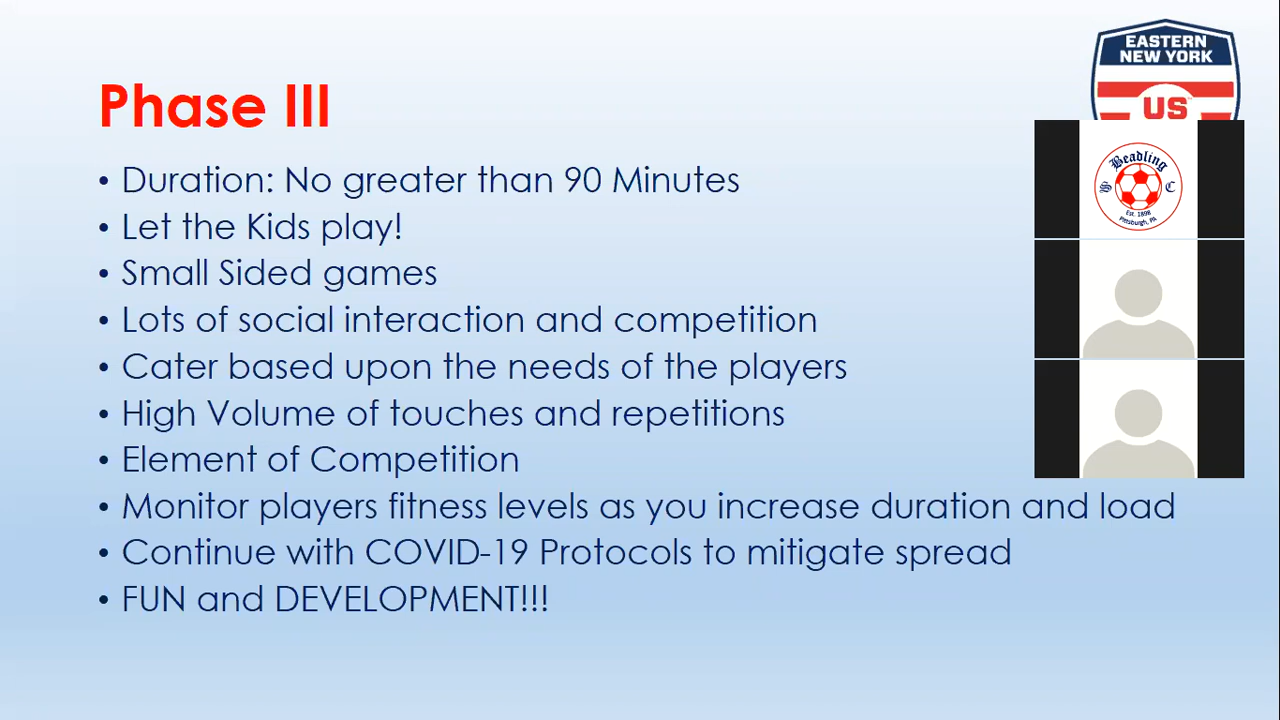 EASTERN
NEW YORK
US
Phase III
Beadling
S C
Est. 1898
Pittsburgh, PA
• Duration: No greater than 90 Minutes
• Let the Kids play!
• Small Sided games
• Lots of social interaction and competition
• Cater based upon the needs of the players
• High Volume of touches and repetitions
• Element of Competition
• Monitor players fitness levels as you increase duration and load
• Continue with COVID-19 Protocols to mitigate spread
• FUN and DEVELOPMENT!!!